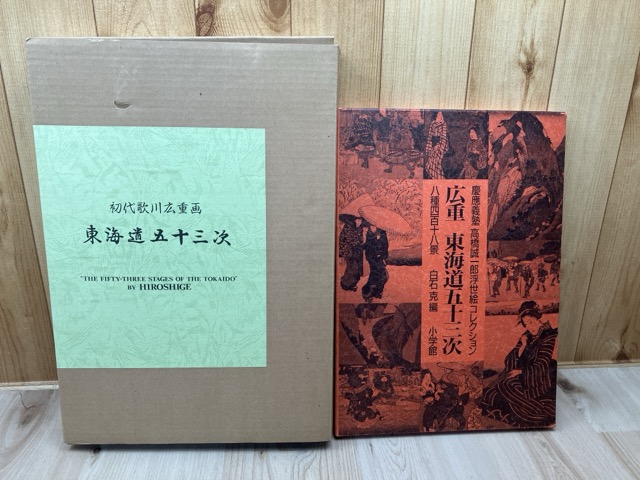 初代歌川広重画
東海道五十三次
"THE FIFTY-THREE STAGES OF THE TOKAIDO"
BY HIROSHIGE
慶應義塾 高橋誠一郎浮世絵コレクション
広重 東海道五十三次
八種四百十八景 白石克編 小学館